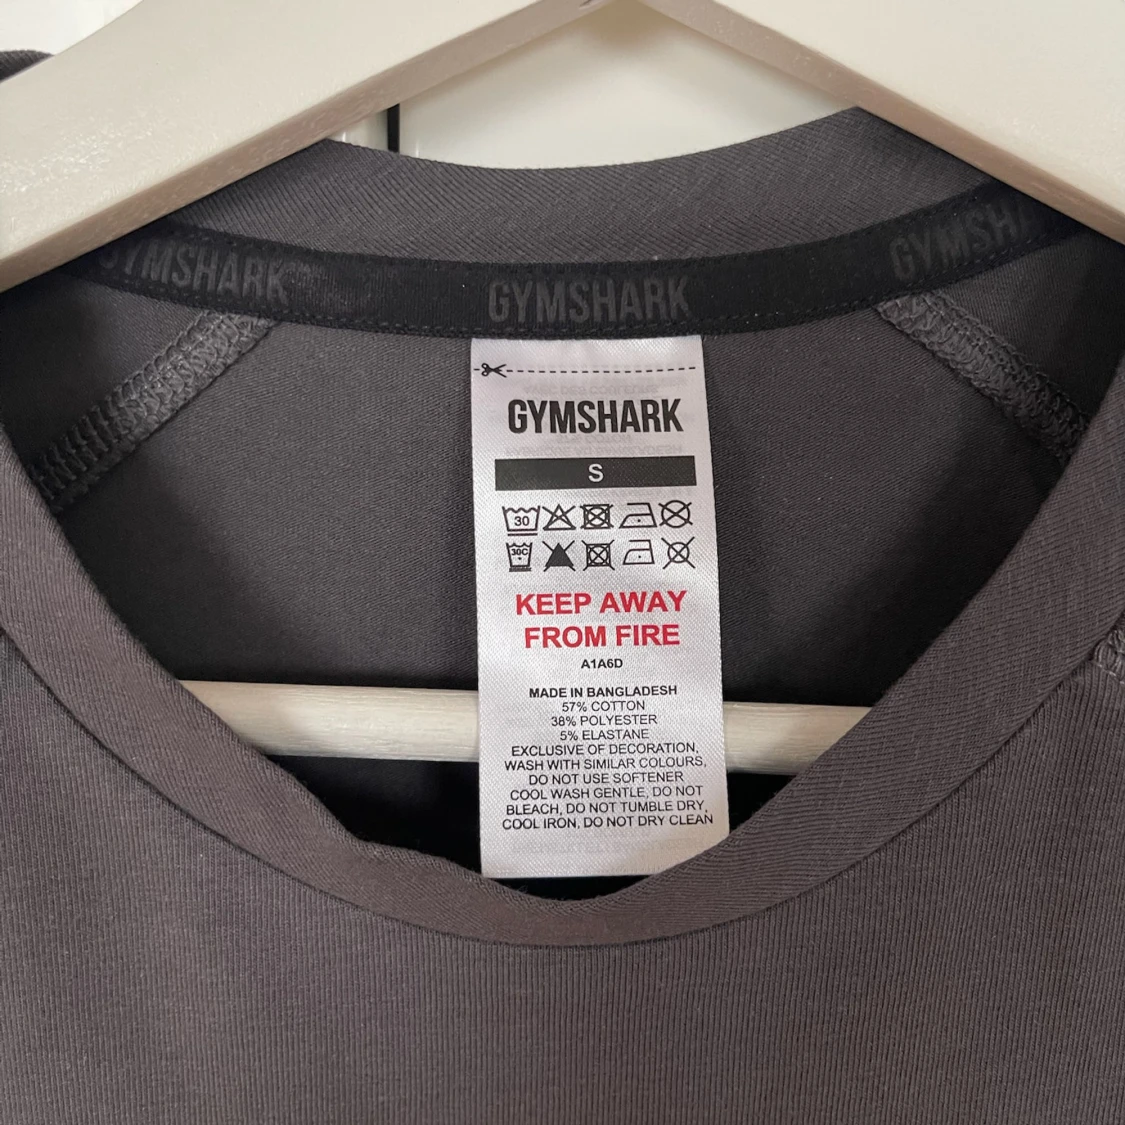 GYMSHARK
GYMSHARK
GYMSH
GYMSHARK
S
30
30C
KEEP AWAY
FROM FIRE
A1A6D
MADE IN BANGLADESH
57% COTTON
38% POLYESTER
5% ELASTANE
EXCLUSIVE OF DECORATION,
WASH WITH SIMILAR COLOURS,
DO NOT USE SOFTENER
COOL WASH GENTLE, DO NOT
BLEACH, DO NOT TUMBLE DRY,
COOL IRON, DO NOT DRY CLEAN